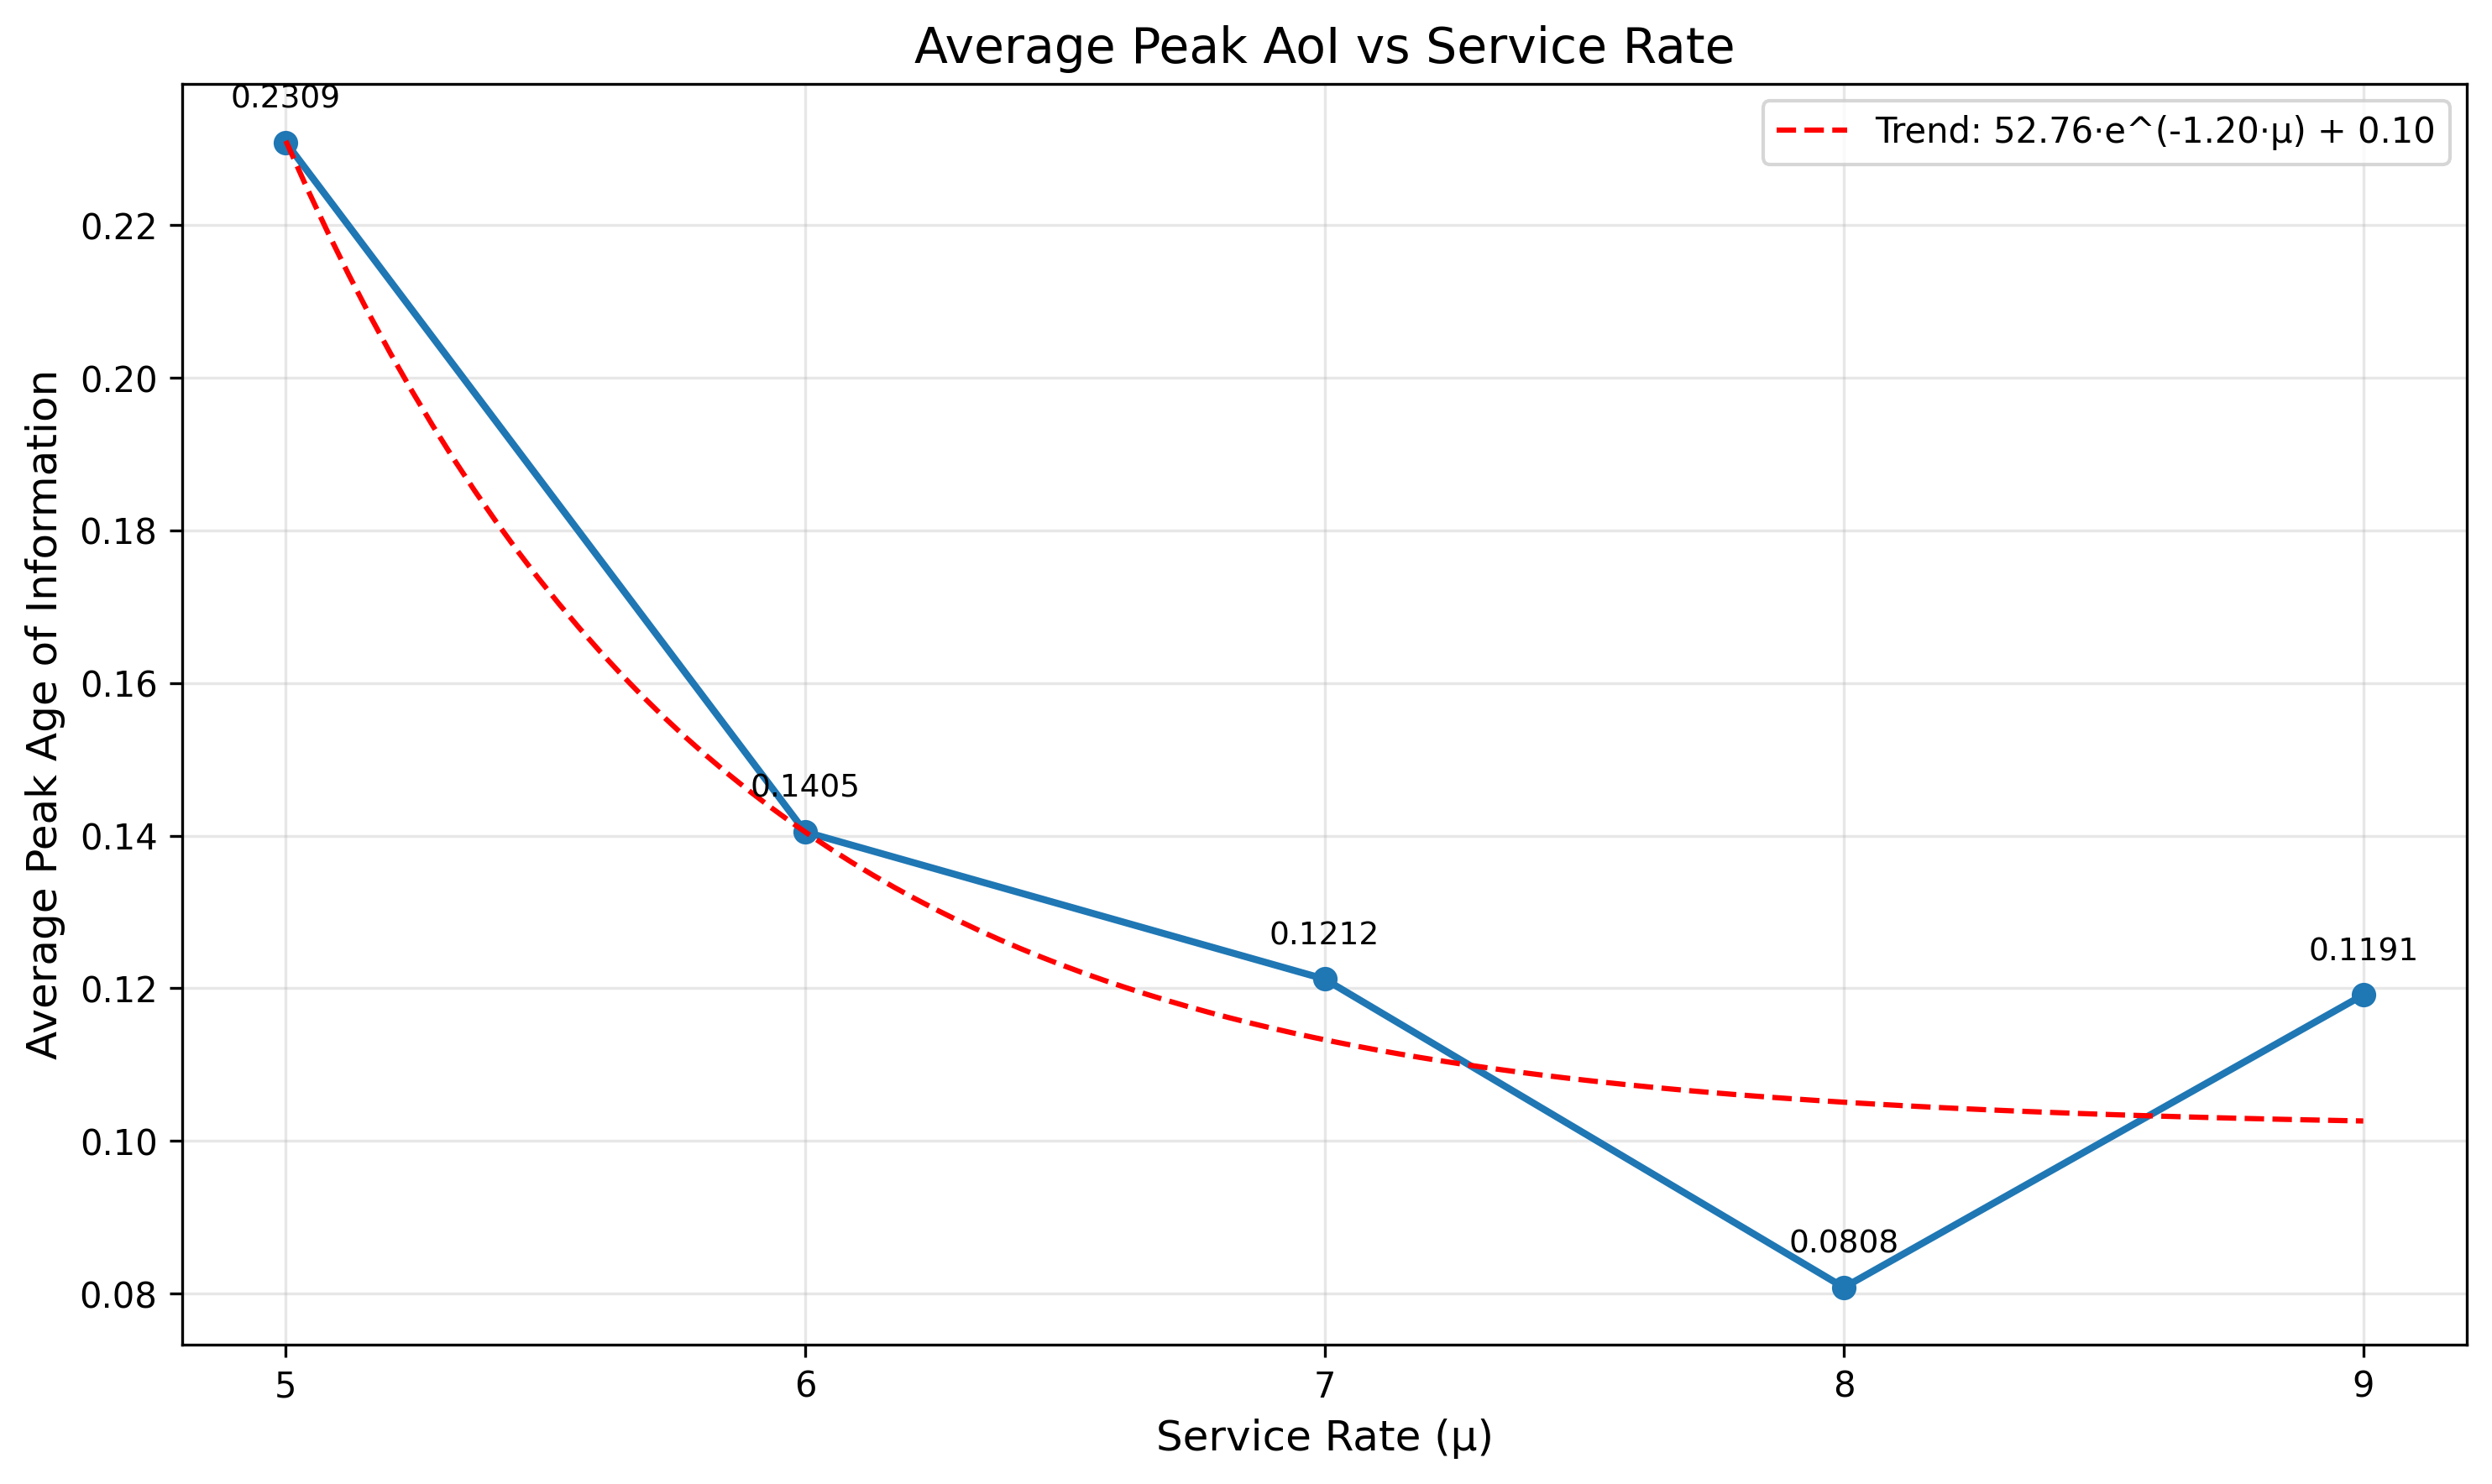 Average Peak AoI vs Service Rate
Trend: 52.76·e^(-1.20·μ) + 0.10
0.2309
0.1405
0.1212
0.0808
0.1191
Average Peak Age of Information
0.22
0.20
0.18
0.16
0.14
0.12
0.10
0.08
5 6 7 8 9
Service Rate (μ)